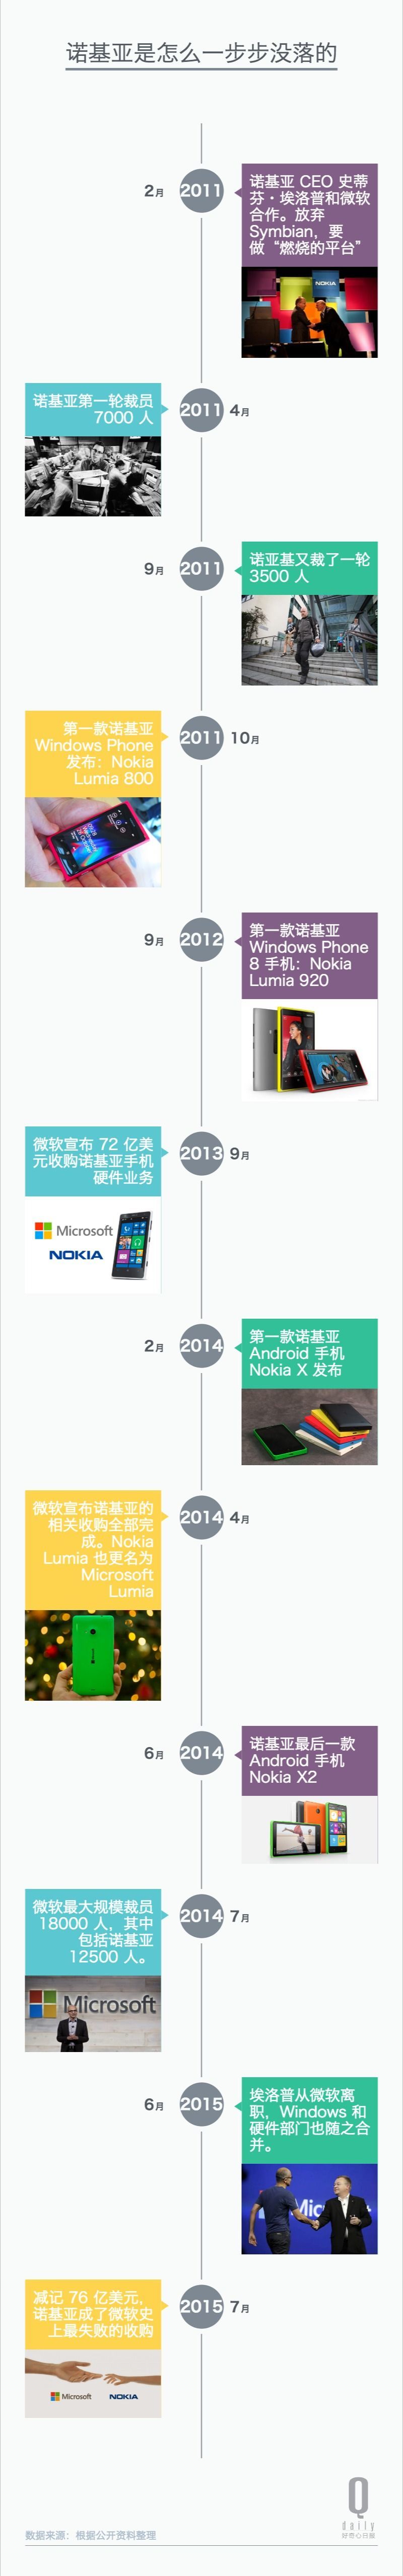 诺基亚是怎么一步步没落的
2月
2011
诺基亚 CEO 史蒂
芬·埃洛普和微软
合作。放弃
Symbian，要
做“燃烧的平台”
NOKIA
诺基亚第一轮裁员
7000 人
2011
4月
9月
2011
诺亚基又裁了一轮
3500 人
第一款诺基亚
Windows Phone
发布：Nokia
Lumia 800
2011
10月
9月
2012
第一款诺基亚
Windows Phone
8 手机：Nokia
Lumia 920
微软宣布 72 亿美
元收购诺基亚手机
硬件业务
Microsoft
NOKIA
2013
9月
2月
2014
第一款诺基亚
Android 手机
Nokia X 发布
微软宣布诺基亚的
相关收购全部完
成。Nokia
Lumia 也更名为
Microsoft
Lumia
2014
4月
6月
2014
诺基亚最后一款
Android 手机
Nokia X2
微软最大规模裁员
18000 人，其中
包括诺基亚
12500 人。
Microsoft
2014
7月
6月
2015
埃洛普从微软离
职，Windows 和
硬件部门也随之合
并。
减记 76 亿美元，
诺基亚成了微软史
上最失败的收购
Microsoft
NOKIA
2015
7月
数据来源：根据公开资料整理
Q
daily
好奇心日报